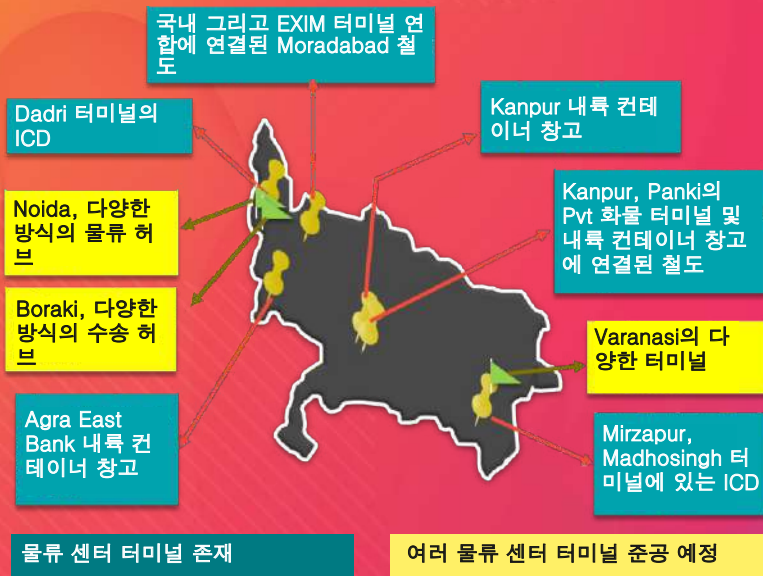 국내 그리고 EXIM 터미널 연
합에 연결된 Moradabad 철
도
Dadri 터미널의
ICD
Kanpur 내륙 컨테
이너 창고
Noida, 다양한
방식의 물류 허
브
Kanpur, Panki의
Pvt 화물 터미널 및
내륙 컨테이너 창고
에 연결된 철도
Boraki, 다양한
방식의 수송 허
브
Varanasi의 다
양한 터미널
Agra East
Bank 내륙 컨
테이너 창고
Mirzapur,
Madhosingh 터
미널에 있는 ICD
물류 센터 터미널 존재
여러 물류 센터 터미널 준공 예정